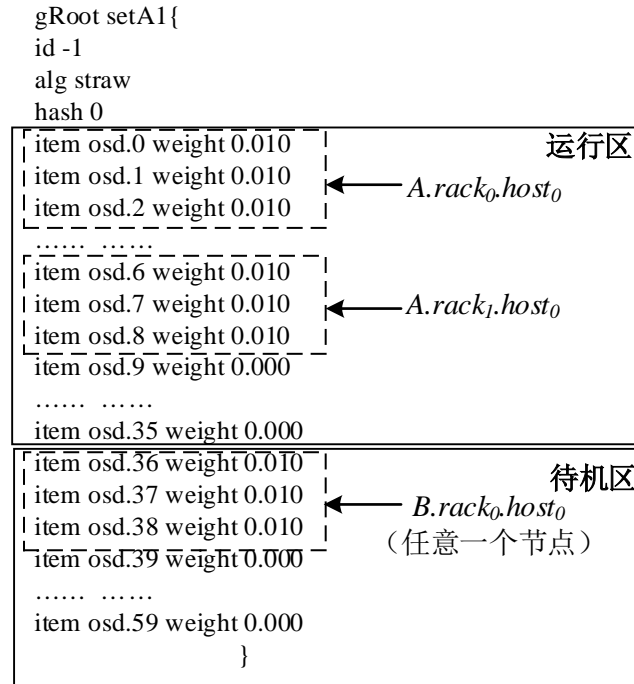 gRoot setA1{
id -1
alg straw
hash 0
运行区
item osd.0 weight 0.010
item osd.1 weight 0.010
item osd.2 weight 0.010
A.rack0.host0
…… ……
item osd.6 weight 0.010
item osd.7 weight 0.010
item osd.8 weight 0.010
A.rack1.host0
item osd.9 weight 0.000
…… ……
item osd.35 weight 0.000
待机区
item osd.36 weight 0.010
item osd.37 weight 0.010
item osd.38 weight 0.010
B.rack0.host0
（任意一个节点）
item osd.39 weight 0.000
…… ……
item osd.59 weight 0.000
}